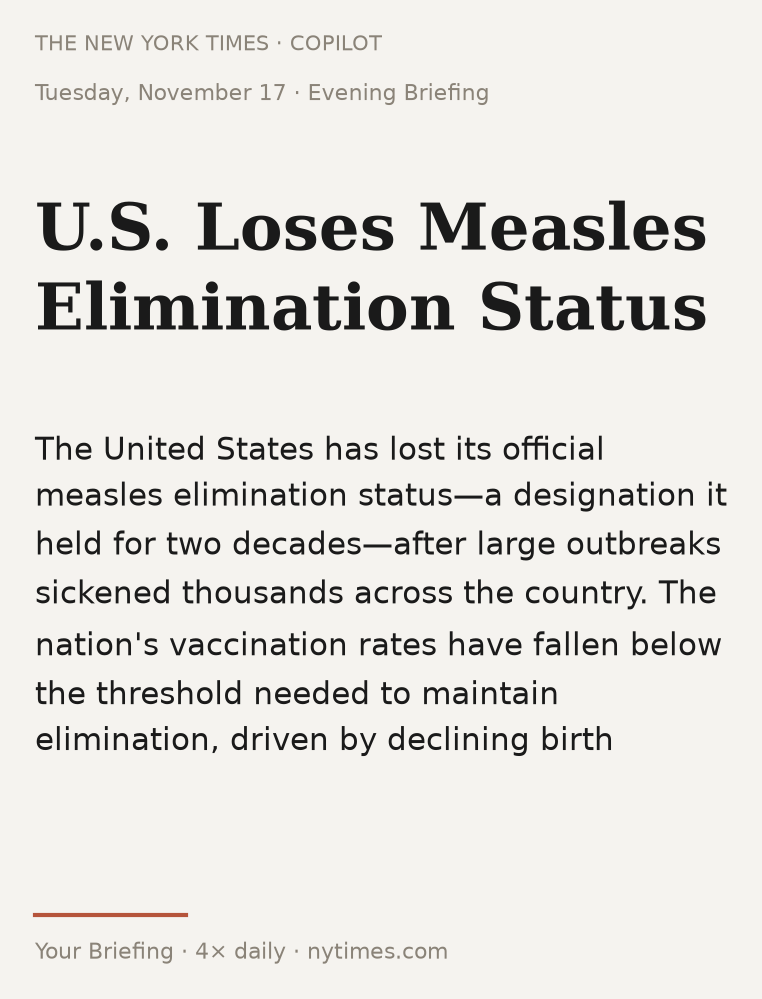 THE NEW YORK TIMES · COPILOT
Tuesday, November 17 · Evening Briefing
U.S. Loses Measles
Elimination Status
The United States has lost its official
measles elimination status—a designation it
held for two decades—after large outbreaks
sickened thousands across the country. The
nation's vaccination rates have fallen below
the threshold needed to maintain
elimination, driven by declining birth
Your Briefing · 4× daily · nytimes.com